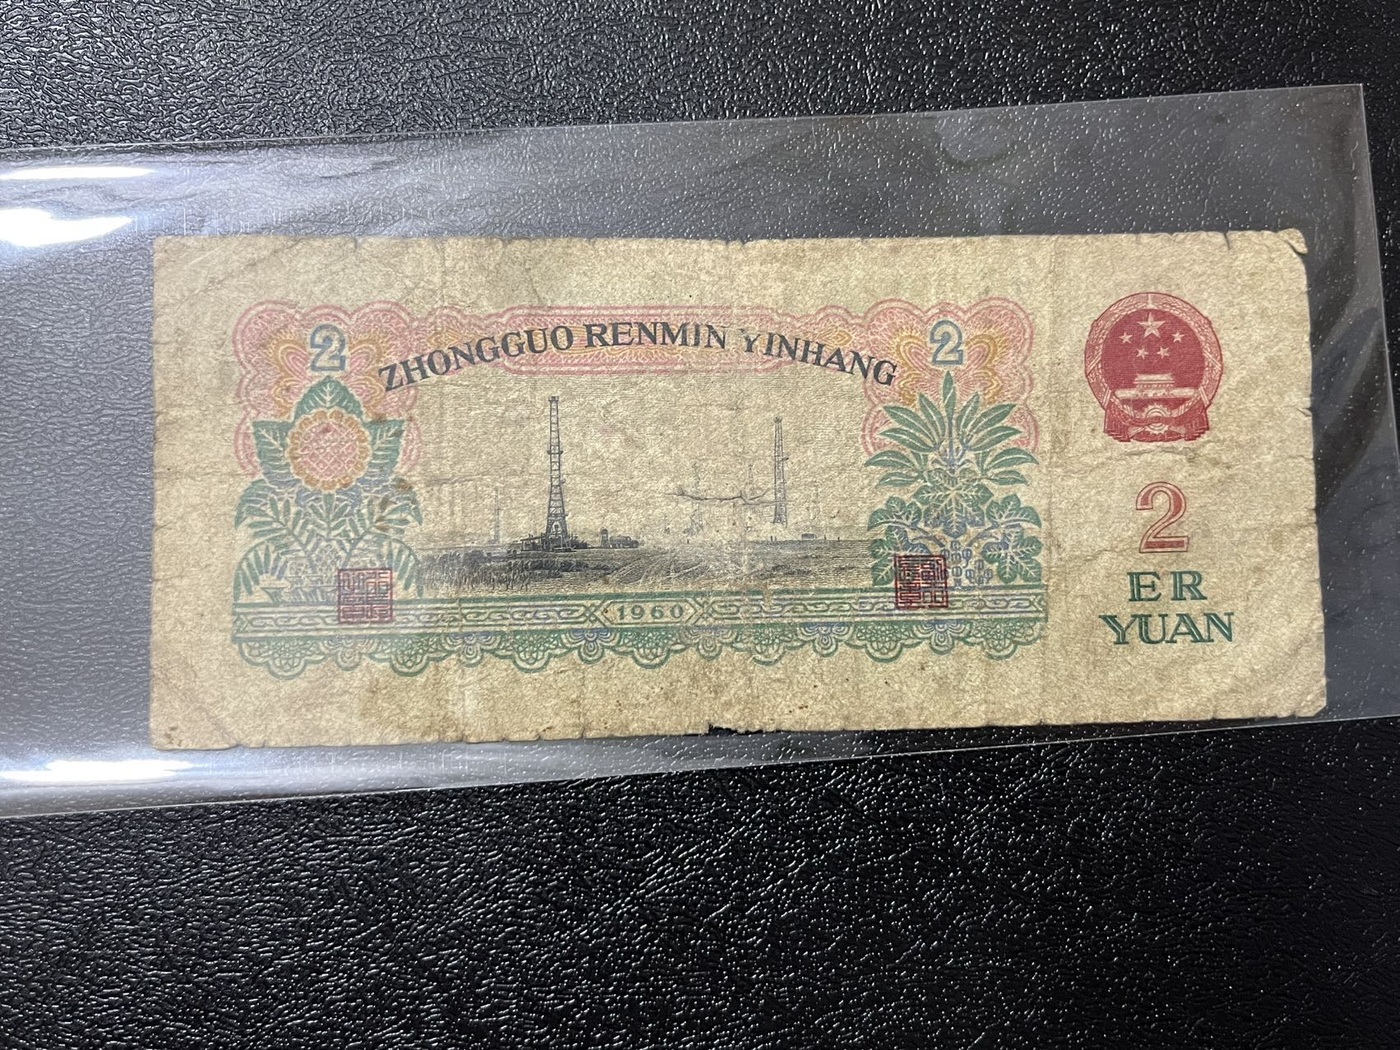 2
ZHONGGUO RENMIN YINHANG
2
1960
2
ER
YUAN